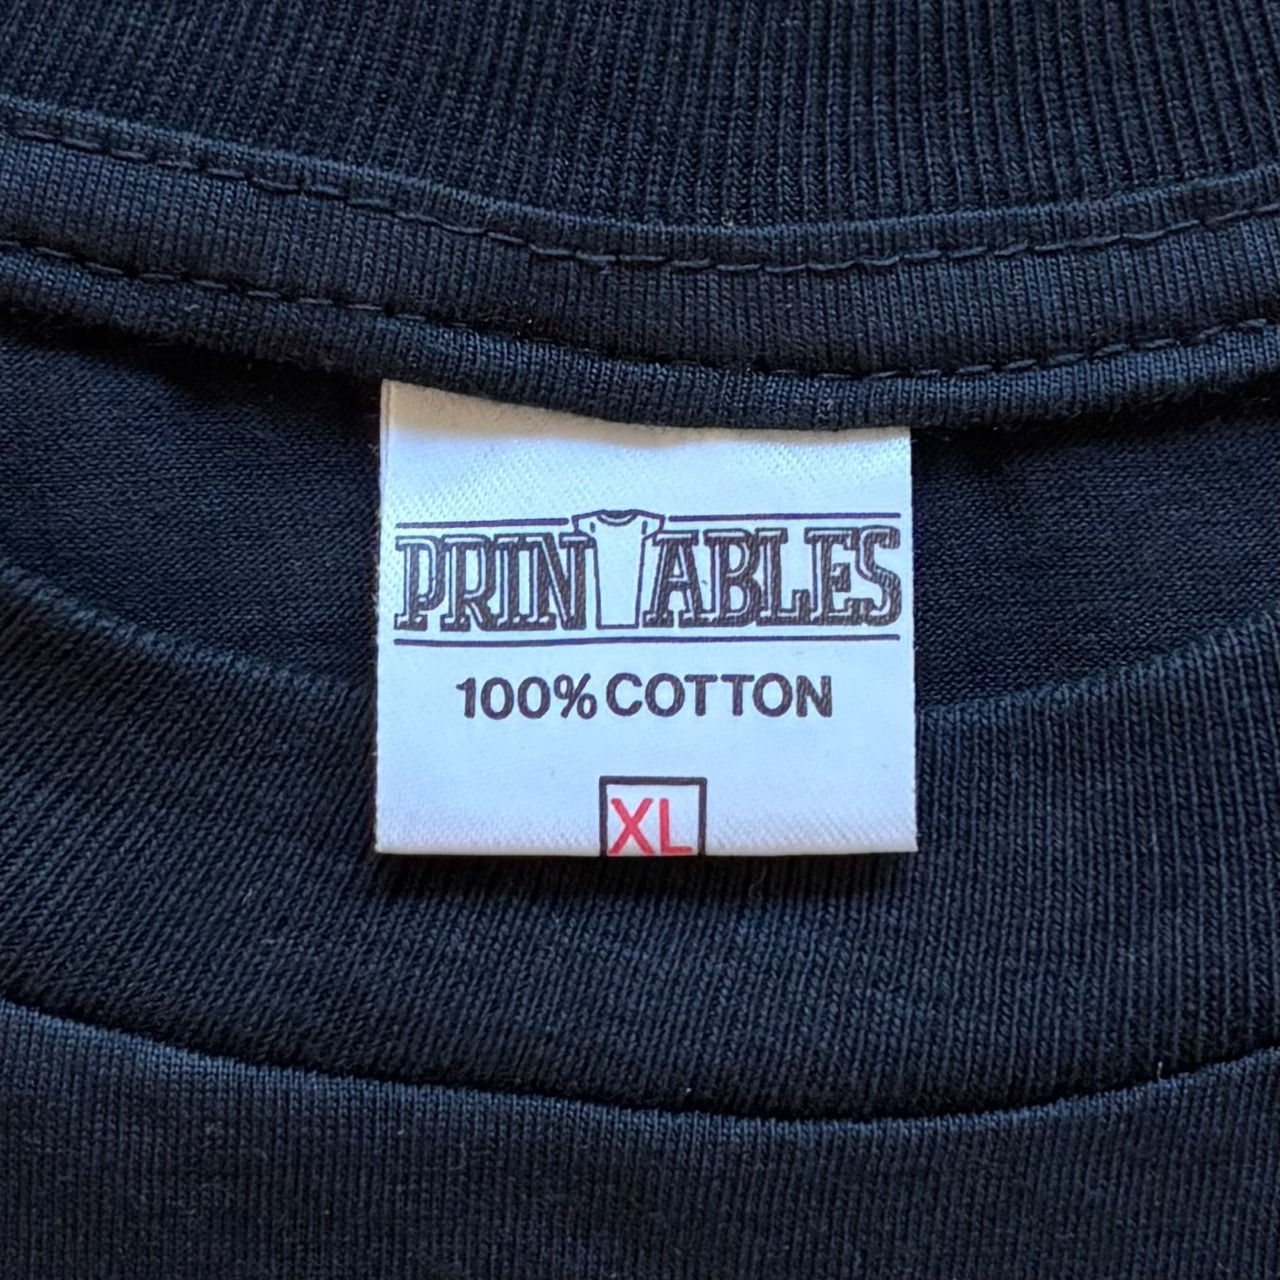 PRINTABLES
100% COTTON
XL